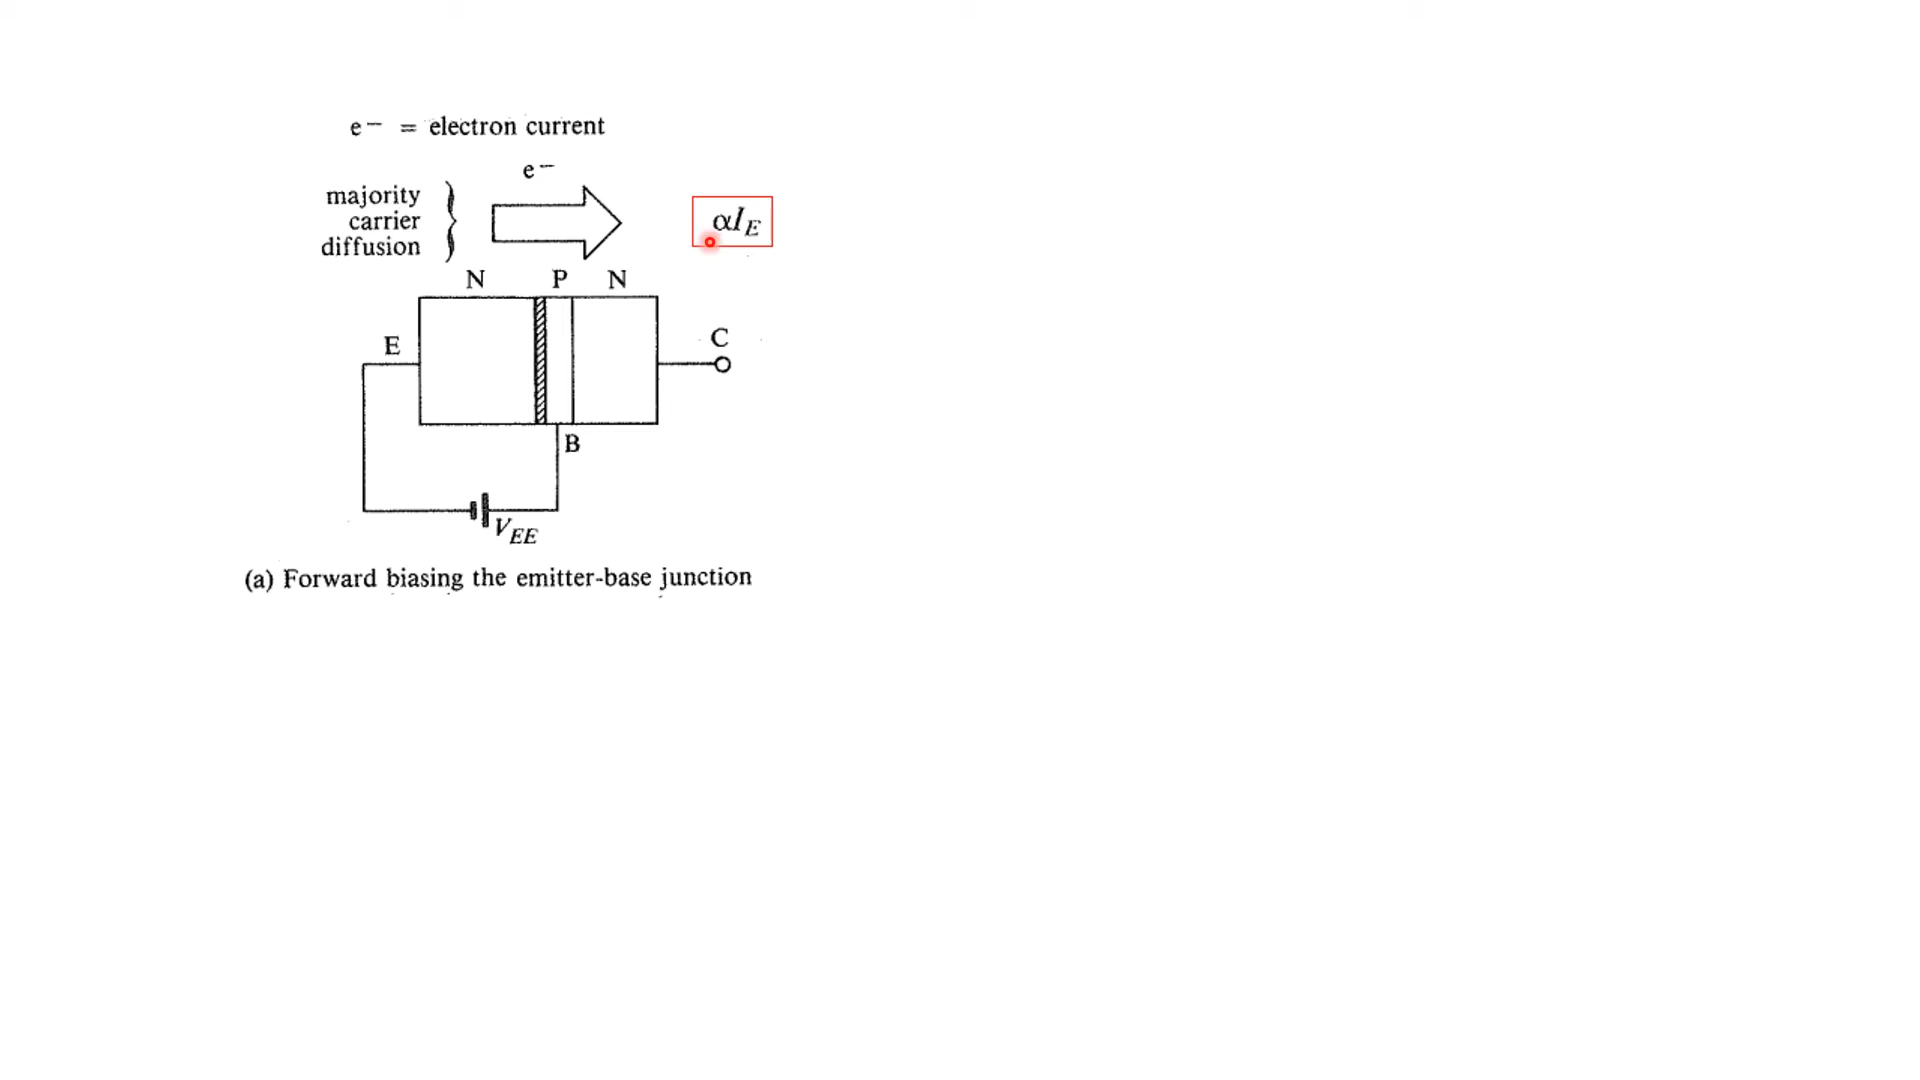 e− = electron current
e−
majority
carrier
diffusion
αI_E
N P N
E
C
B
V_EE
(a) Forward biasing the emitter-base junction